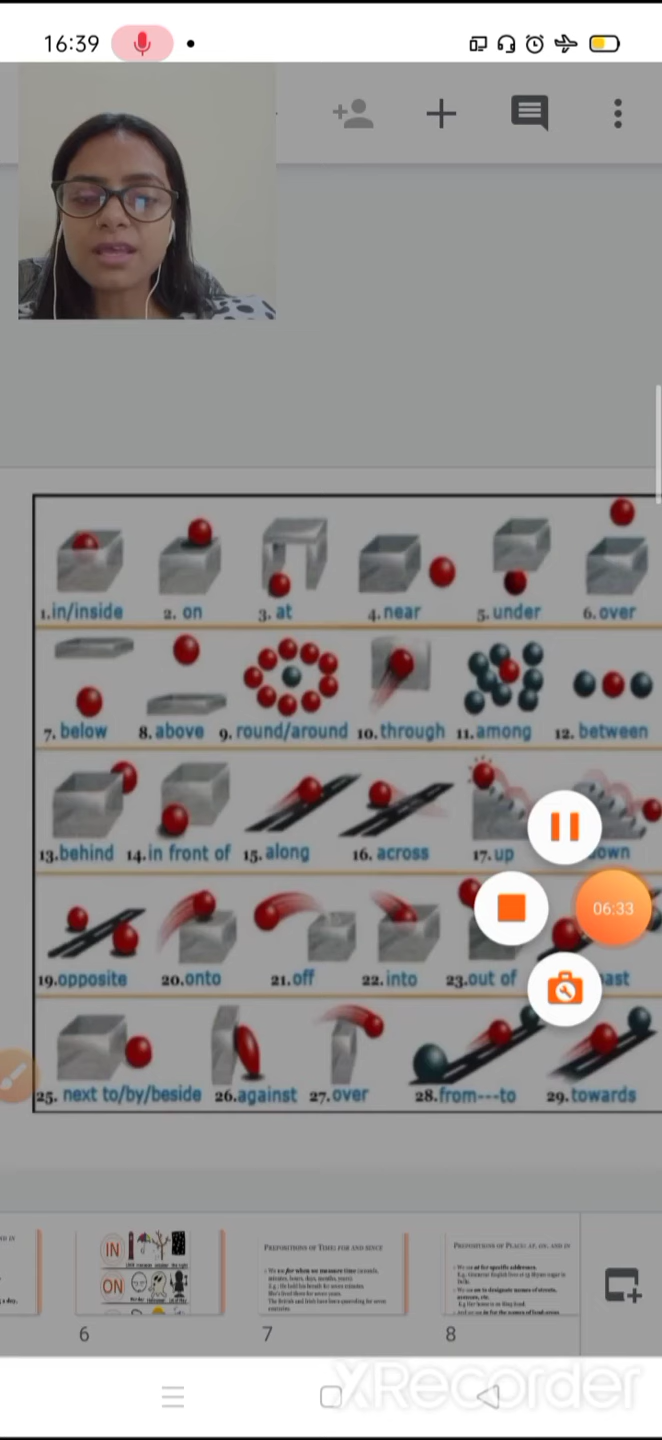 16:39
1.in/inside 2. on 3. at 4. near 5. under 6. over
7. below 8. above 9. round/around 10. through 11. among 12. between
13. behind 14. in front of 15. along 16. across 17. up own
06:33
19. opposite 20. onto 21. off 22. into 23. out of ast
25. next to/by/beside 26. against 27. over 28. from---to 29. towards
IN
ON
PREPOSITIONS OF TIME: FOR AND SINCE
PREPOSITIONS OF PLACE: AT, ON, AND IN
6 7 8
XRecorder